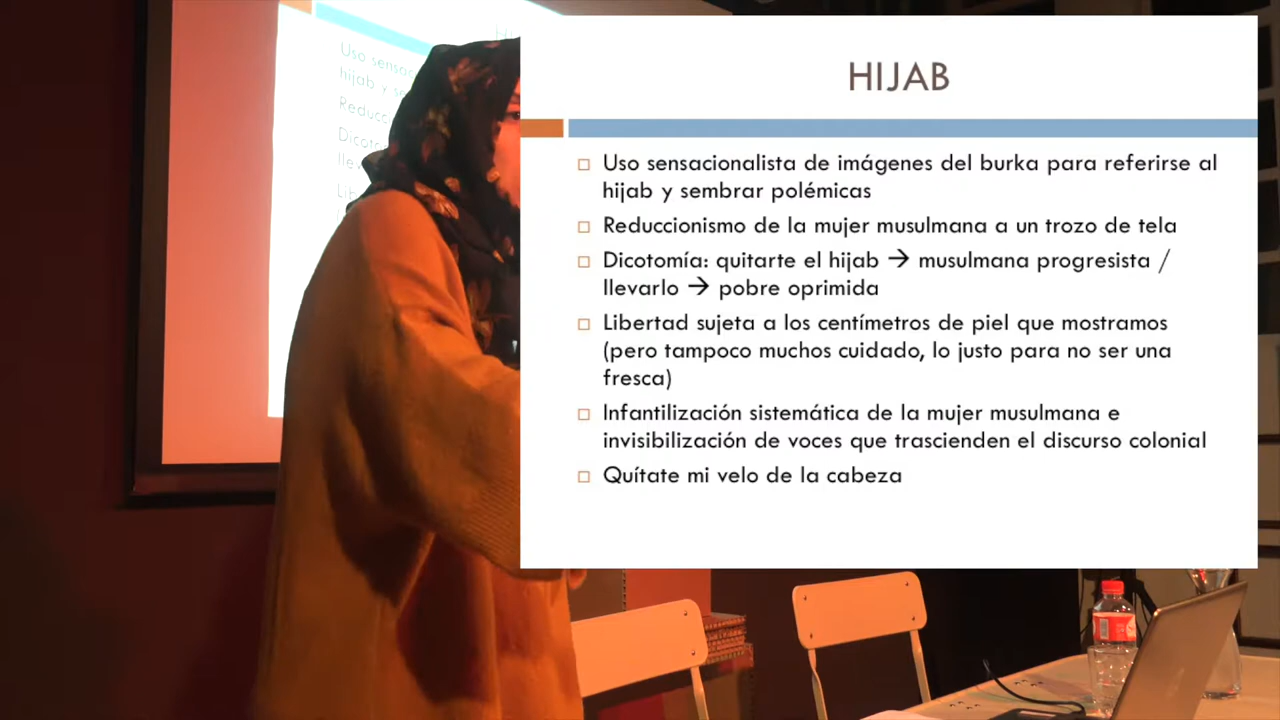 HIJAB
Uso sensacionalista de imágenes del burka para referirse al
hijab y sembrar polémicas
Reduccionismo de la mujer musulmana a un trozo de tela
Dicotomía: quitarte el hijab → musulmana progresista /
llevarlo → pobre oprimida
Libertad sujeta a los centímetros de piel que mostramos
(pero tampoco muchos cuidado, lo justo para no ser una
fresca)
Infantilización sistemática de la mujer musulmana e
invisibilización de voces que trascienden el discurso colonial
Quítate mi velo de la cabeza